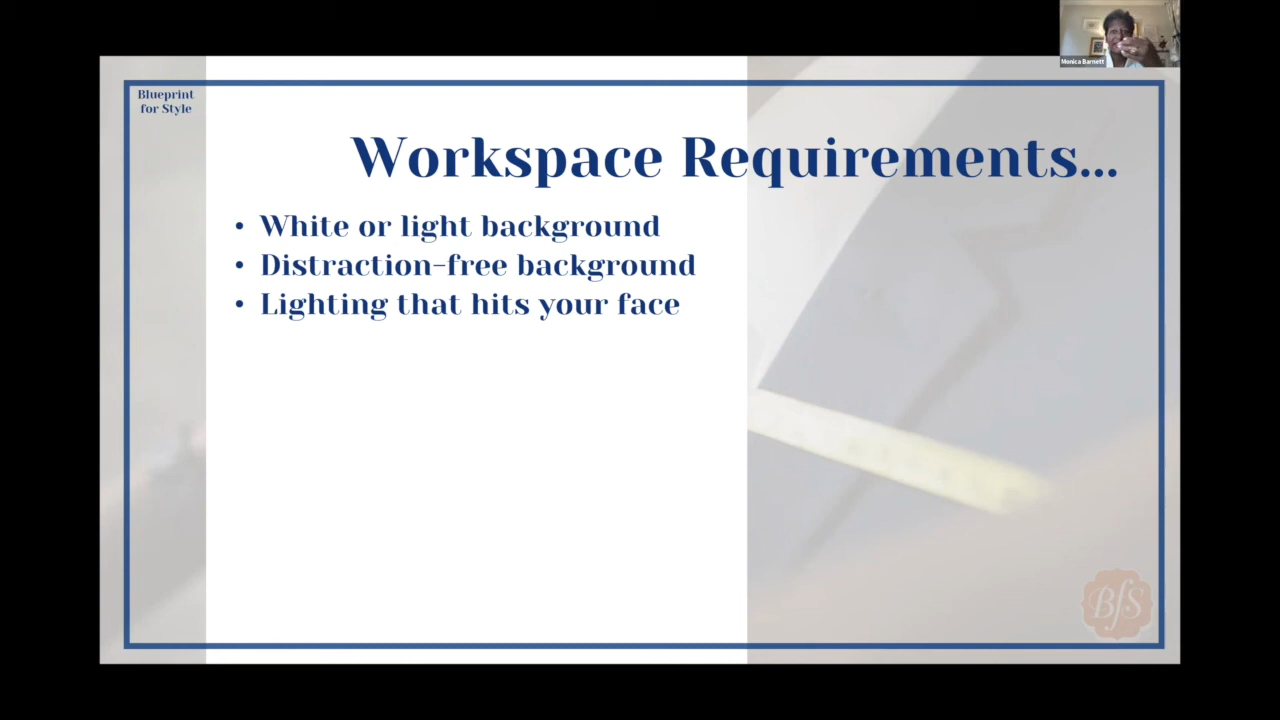 Monica Barnett
Blueprint
for Style
Workspace Requirements...
• White or light background
• Distraction-free background
• Lighting that hits your face
BfS